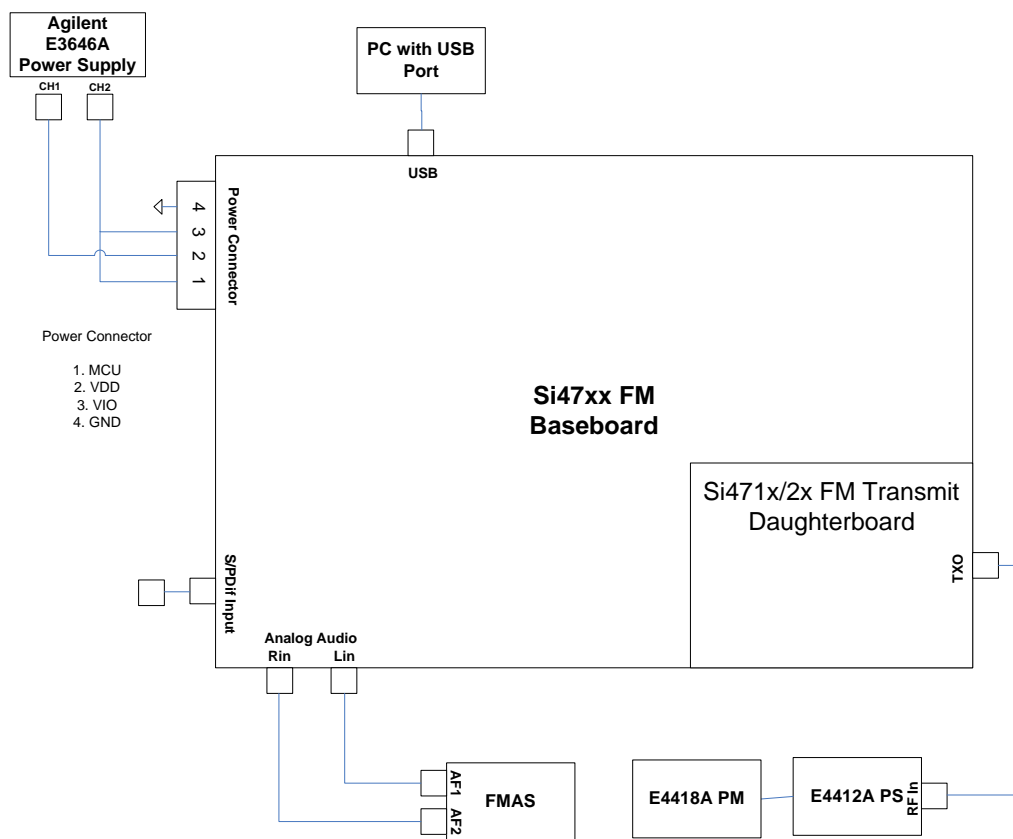 Agilent
E3646A
Power Supply
CH1
CH2
PC with USB
Port
USB
Power Connector
4
3
2
1
Power Connector
1. MCU
2. VDD
3. VIO
4. GND
Si47xx FM
Baseboard
Si471x/2x FM Transmit
Daughterboard
TXO
S/PDif Input
Analog Audio
Rin
Lin
AF1
AF2
FMAS
E4418A PM
E4412A PS
RF In